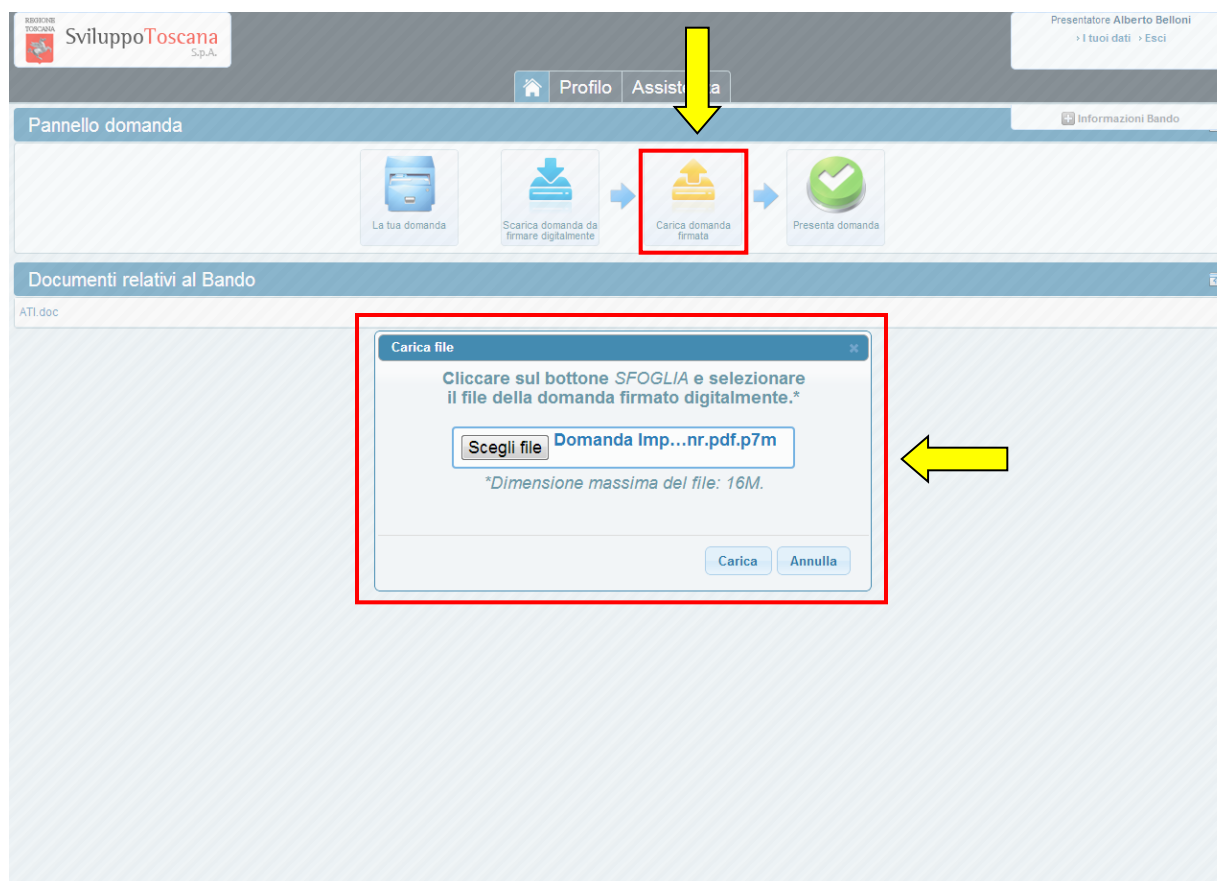 REGIONE
TOSCANA
SviluppoToscana
S.p.A.
Presentatore Alberto Belloni
› I tuoi dati › Esci
Profilo
Informazioni Bando
Pannello domanda
La tua domanda
Scarica domanda da
firmare digitalmente
Carica domanda
firmata
Presenta domanda
Documenti relativi al Bando
ATI.doc
Carica file
Cliccare sul bottone SFOGLIA e selezionare
il file della domanda firmato digitalmente.*
Scegli file Domanda Imp...nr.pdf.p7m
*Dimensione massima del file: 16M.
Carica Annulla